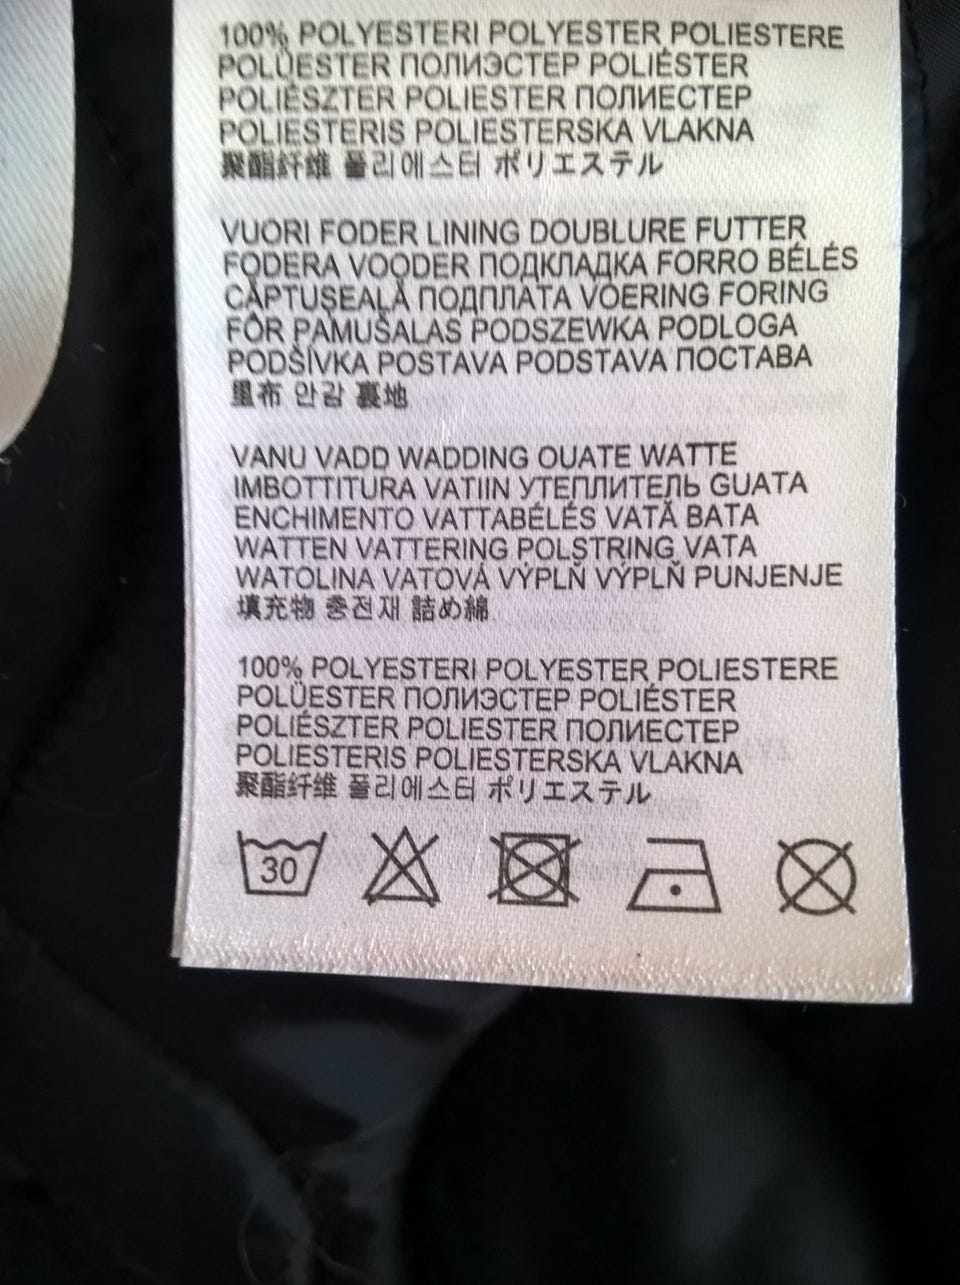 100% POLYESTERI POLYESTER POLIESTERE
POLÜESTER ПОЛИЭСТЕР POLIÉSTER
POLIÉSZTER POLIESTER ПОЛИЕСТЕР
POLIESTERIS POLIESTERSKA VLAKNA
聚酯纤维 폴리에스터 ポリエステル
VUORI FODER LINING DOUBLURE FUTTER
FODERA VOODER ПОДКЛАДКА FORRO BÉLÉS
CĂPTUȘEALĂ ПОДПЛАТА VOERING FORING
FÔR PAMUŠALAS PODSZEWKA PODLOGA
PODŠÍVKA POSTAVA PODSTAVA ПОСТАВА
里布 안감 裏地
VANU VADD WADDING OUATE WATTE
IMBOTTITURA VATIIN УТЕПЛИТЕЛЬ GUATA
ENCHIMENTO VATTABÉLÉS VATĂ BATA
WATTEN VATTERING POLSTRING VATA
WATOLINA VATOVÁ VÝPLŇ VÝPLŇ PUNJENJE
填充物 충전재 詰め綿
100% POLYESTERI POLYESTER POLIESTERE
POLÜESTER ПОЛИЭСТЕР POLIÉSTER
POLIÉSZTER POLIESTER ПОЛИЕСТЕР
POLIESTERIS POLIESTERSKA VLAKNA
聚酯纤维 폴리에스터 ポリエステル
30